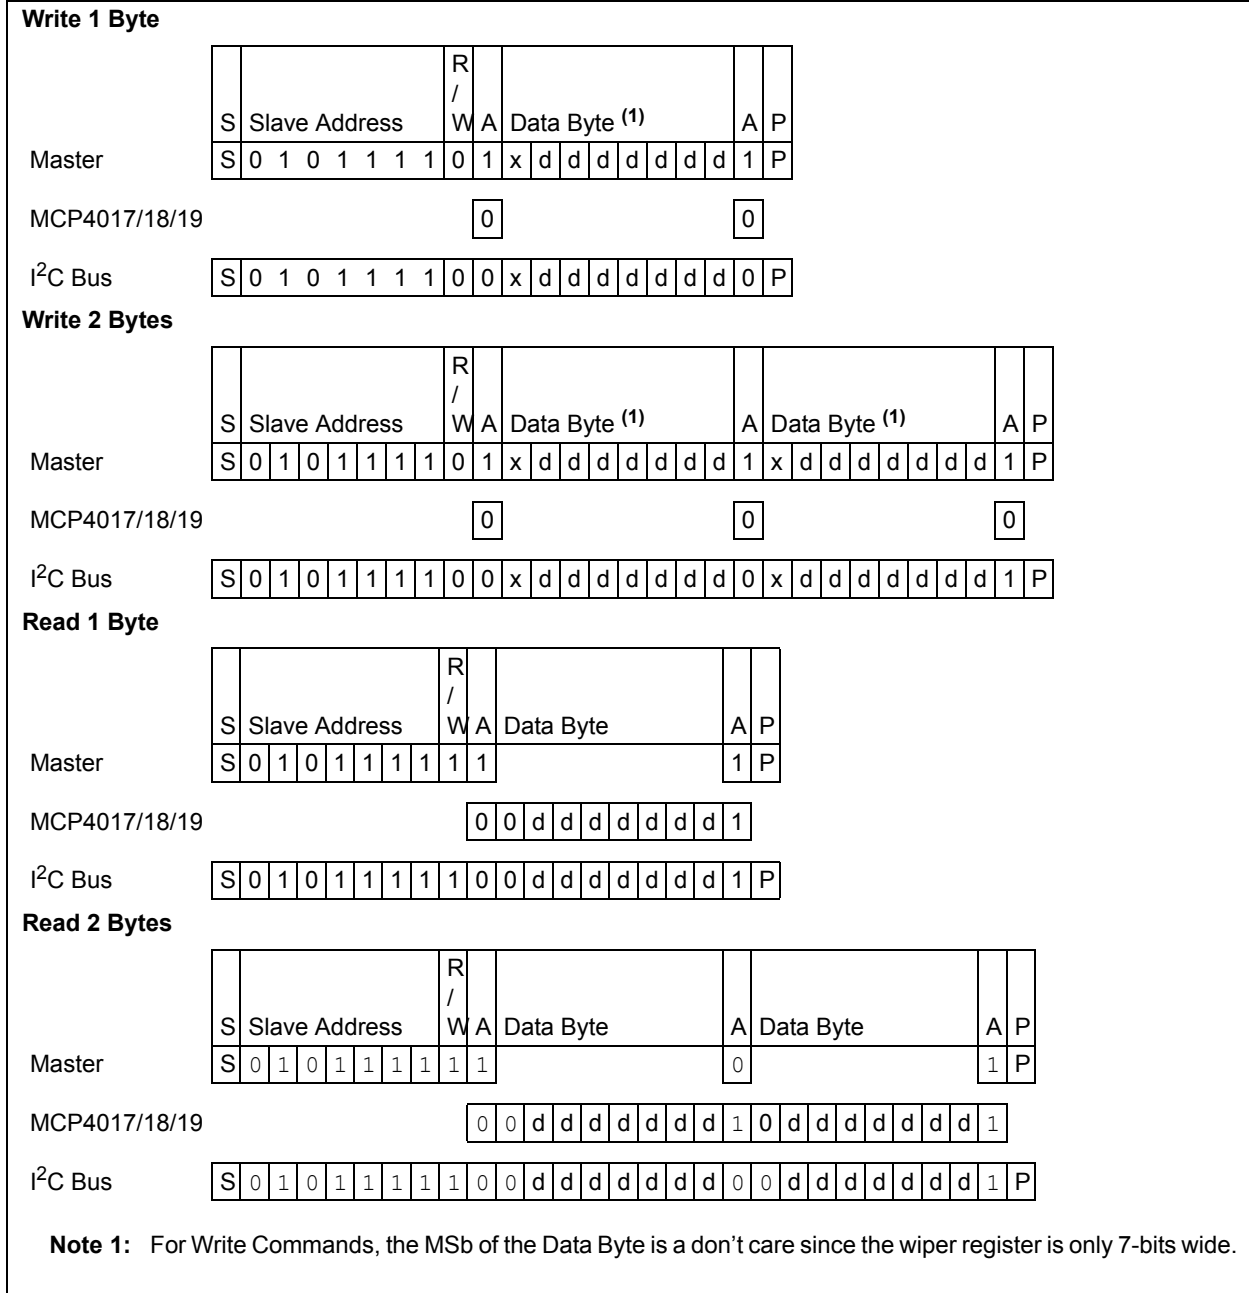 Write 1 Byte
R
/
S Slave Address W A Data Byte (1) A P
Master S 0 1 0 1 1 1 1 0 1 x d d d d d d d 1 P
MCP4017/18/19 0 0
I2C Bus S 0 1 0 1 1 1 1 0 0 x d d d d d d d 0 P
Write 2 Bytes
R
/
S Slave Address W A Data Byte (1) A Data Byte (1) A P
Master S 0 1 0 1 1 1 1 0 1 x d d d d d d d 1 x d d d d d d d 1 P
MCP4017/18/19 0 0 0
I2C Bus S 0 1 0 1 1 1 1 0 0 x d d d d d d d 0 x d d d d d d d 1 P
Read 1 Byte
R
/
S Slave Address W A Data Byte A P
Master S 0 1 0 1 1 1 1 1 1 1 P
MCP4017/18/19 0 0 d d d d d d d 1
I2C Bus S 0 1 0 1 1 1 1 1 0 0 d d d d d d d 1 P
Read 2 Bytes
R
/
S Slave Address W A Data Byte A Data Byte A P
Master S 0 1 0 1 1 1 1 1 1 0 1 P
MCP4017/18/19 0 0 d d d d d d d 1 0 d d d d d d d 1
I2C Bus S 0 1 0 1 1 1 1 1 0 0 d d d d d d d 0 0 d d d d d d d 1 P
Note 1: For Write Commands, the MSb of the Data Byte is a don’t care since the wiper register is only 7-bits wide.